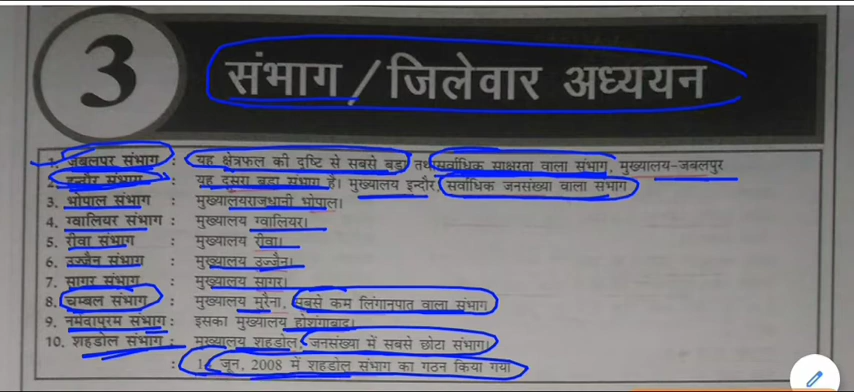 3
संभाग / जिलेवार अध्ययन
1. जबलपुर संभाग : यह क्षेत्रफल की दृष्टि से सबसे बड़ा तथा सर्वाधिक साक्षरता वाला संभाग, मुख्यालय-जबलपुर
2. इन्दौर संभाग : यह दूसरा बड़ा संभाग है। मुख्यालय इन्दौर, सर्वाधिक जनसंख्या वाला संभाग
3. भोपाल संभाग : मुख्यालयराजधानी भोपाल।
4. ग्वालियर संभाग : मुख्यालय ग्वालियर।
5. रीवा संभाग : मुख्यालय रीवा।
6. उज्जैन संभाग : मुख्यालय उज्जैन।
7. सागर संभाग : मुख्यालय सागर।
8. चम्बल संभाग : मुख्यालय मुरैना, सबसे कम लिंगानुपात वाला संभाग
9. नर्मदापुरम संभाग : इसका मुख्यालय होशंगाबाद।
10. शहडोल संभाग : मुख्यालय शहडोल, जनसंख्या में सबसे छोटा संभाग।
: 1 जून, 2008 में शहडोल संभाग का गठन किया गया